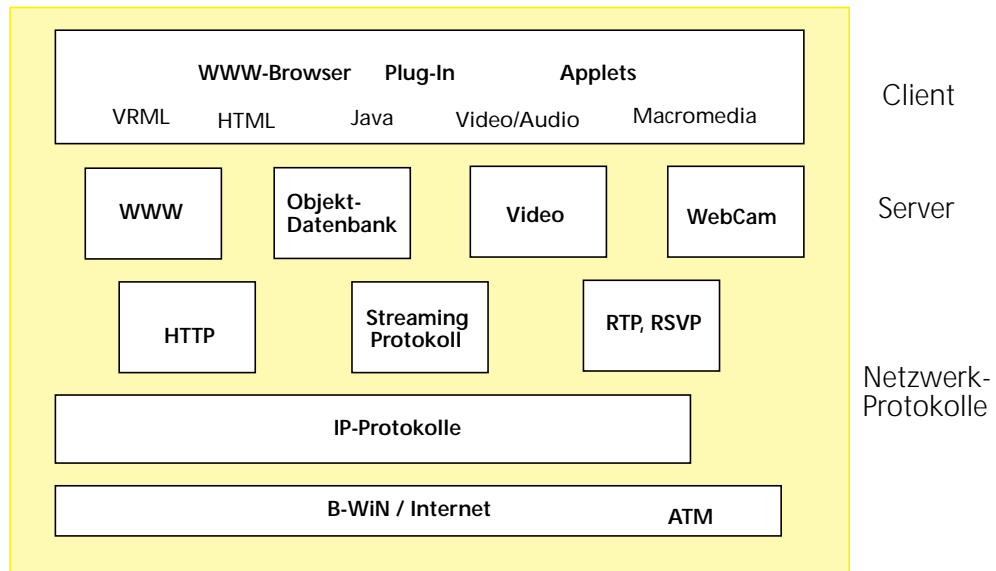 WWW-Browser Plug-In Applets
VRML HTML Java Video/Audio Macromedia
Client
WWW
Objekt-
Datenbank
Video
WebCam
Server
HTTP
Streaming
Protokoll
RTP, RSVP
Netzwerk-
Protokolle
IP-Protokolle
B-WiN / Internet ATM